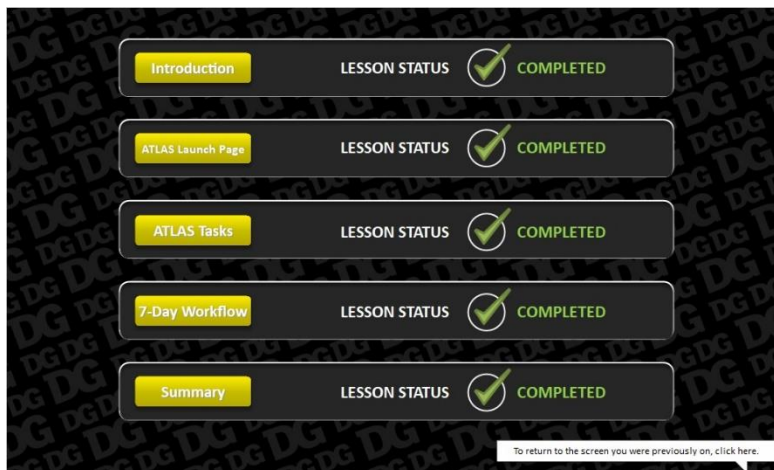 Introduction LESSON STATUS COMPLETED
ATLAS Launch Page LESSON STATUS COMPLETED
ATLAS Tasks LESSON STATUS COMPLETED
7-Day Workflow LESSON STATUS COMPLETED
Summary LESSON STATUS COMPLETED
To return to the screen you were previously on, click here.